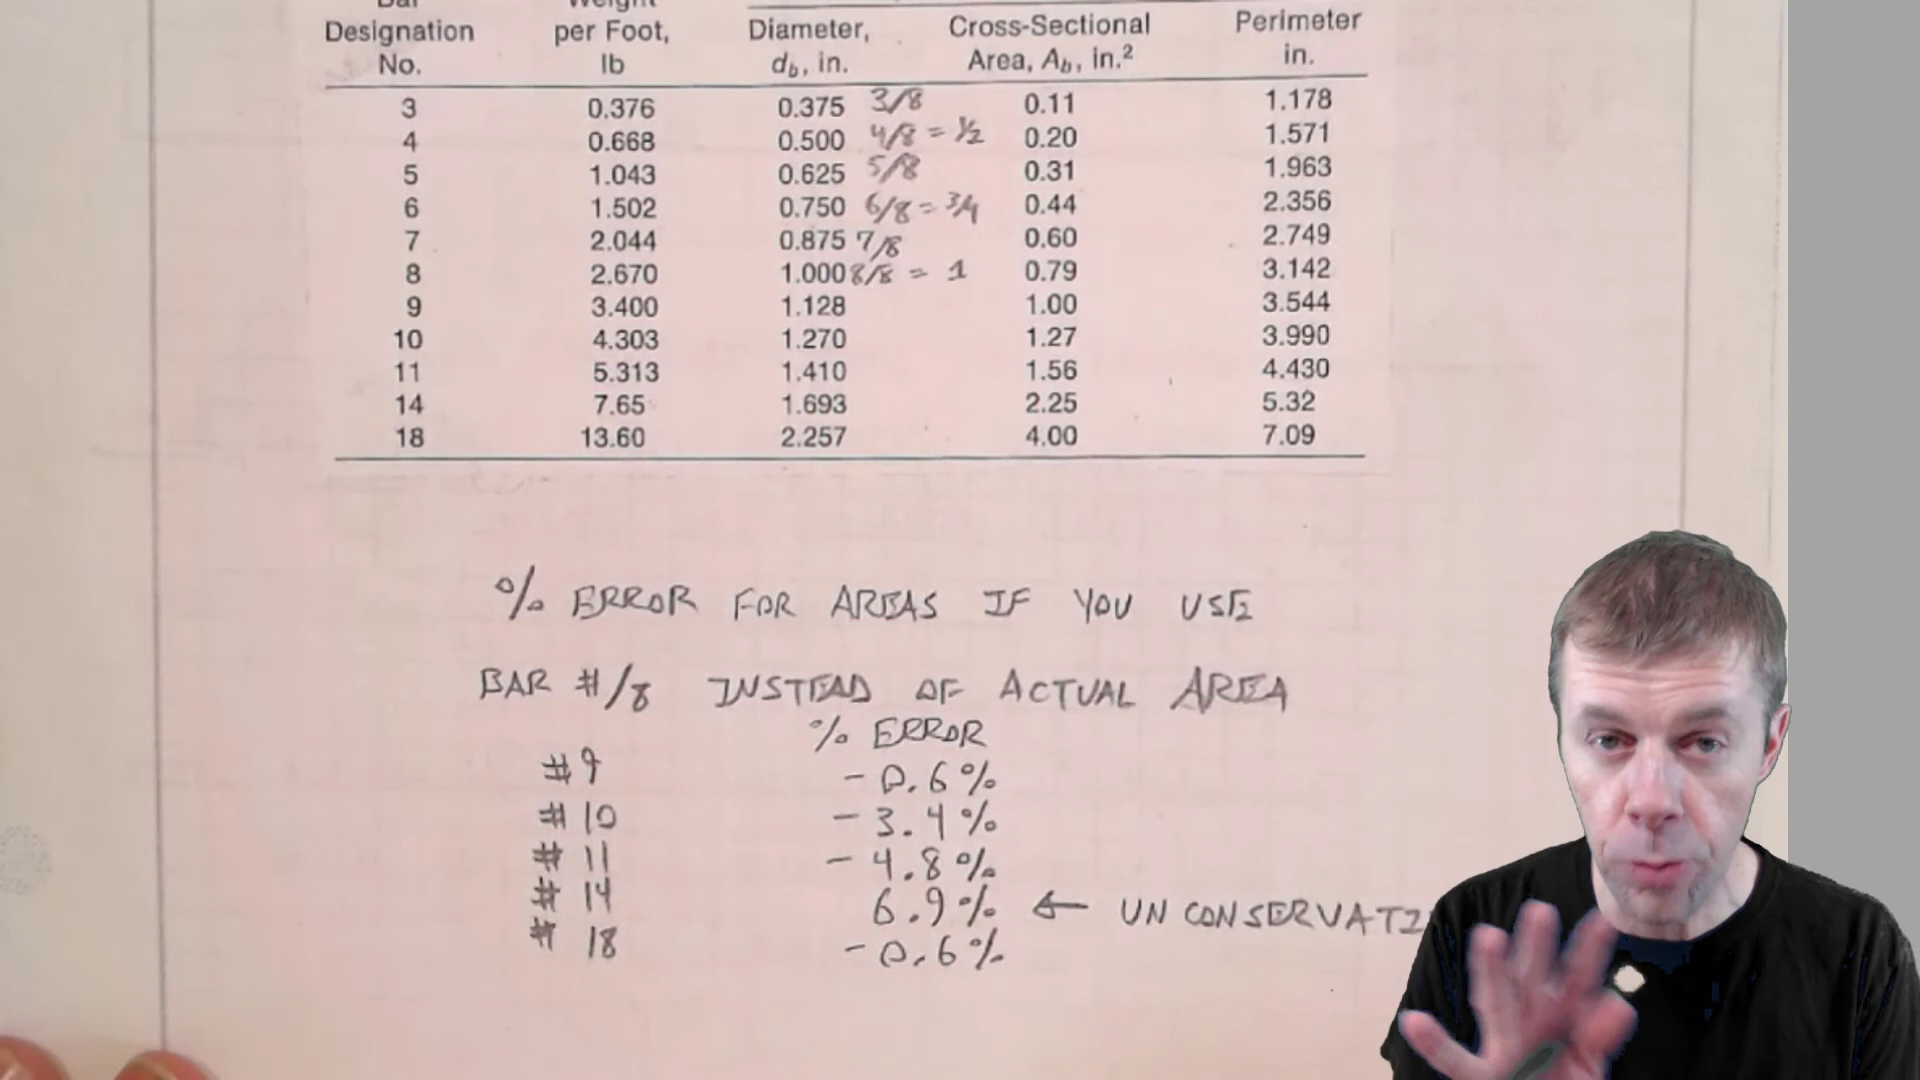 Bar Weight
Designation per Foot, Diameter, Cross-Sectional Perimeter
No. lb d_b, in. Area, A_b, in.² in.
3 0.376 0.375 3/8 0.11 1.178
4 0.668 0.500 4/8 = 1/2 0.20 1.571
5 1.043 0.625 5/8 0.31 1.963
6 1.502 0.750 6/8 = 3/4 0.44 2.356
7 2.044 0.875 7/8 0.60 2.749
8 2.670 1.000 8/8 = 1 0.79 3.142
9 3.400 1.128 1.00 3.544
10 4.303 1.270 1.27 3.990
11 5.313 1.410 1.56 4.430
14 7.65 1.693 2.25 5.32
18 13.60 2.257 4.00 7.09
% ERROR FOR AREAS IF YOU USE
BAR #/8 INSTEAD OF ACTUAL AREA
% ERROR
#9 -0.6%
#10 -3.4%
#11 -4.8%
#14 6.9% ← UNCONSERVATI
#18 -0.6%